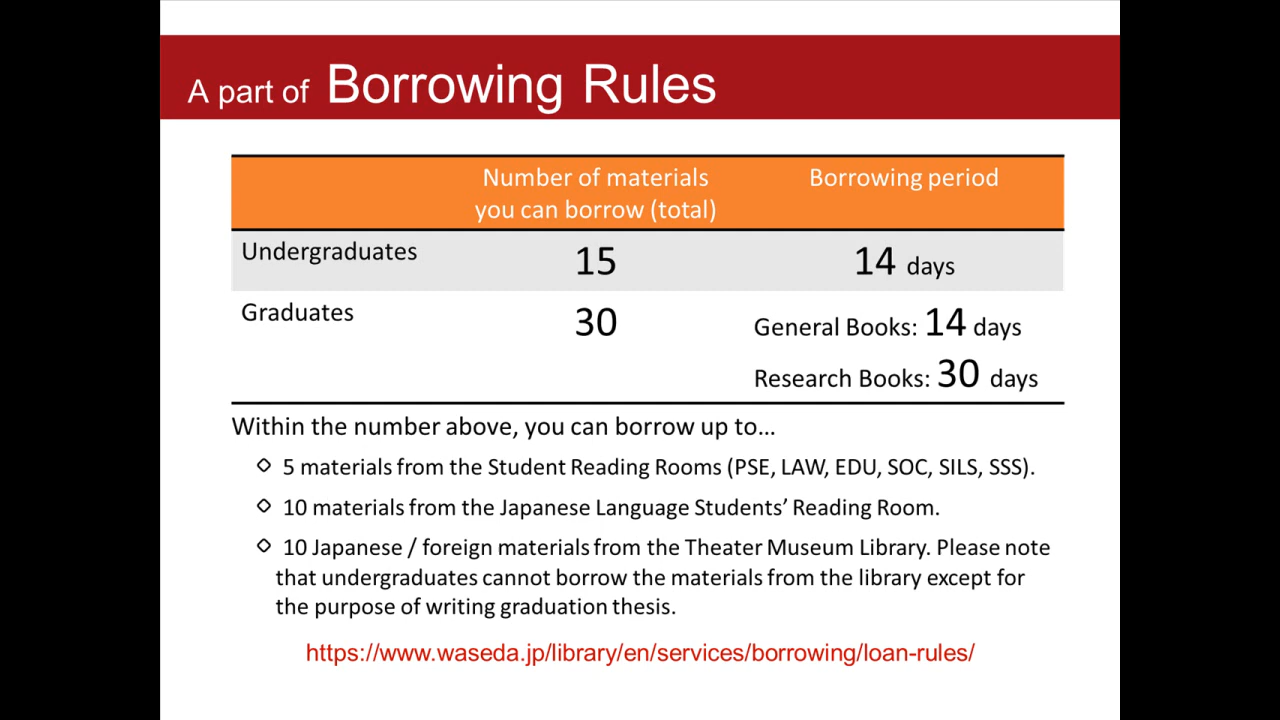 A part of Borrowing Rules
Number of materials you can borrow (total)
Borrowing period
Undergraduates 15 14 days
Graduates 30 General Books: 14 days
Research Books: 30 days
Within the number above, you can borrow up to...
◇ 5 materials from the Student Reading Rooms (PSE, LAW, EDU, SOC, SILS, SSS).
◇ 10 materials from the Japanese Language Students' Reading Room.
◇ 10 Japanese / foreign materials from the Theater Museum Library. Please note
that undergraduates cannot borrow the materials from the library except for
the purpose of writing graduation thesis.
https://www.waseda.jp/library/en/services/borrowing/loan-rules/